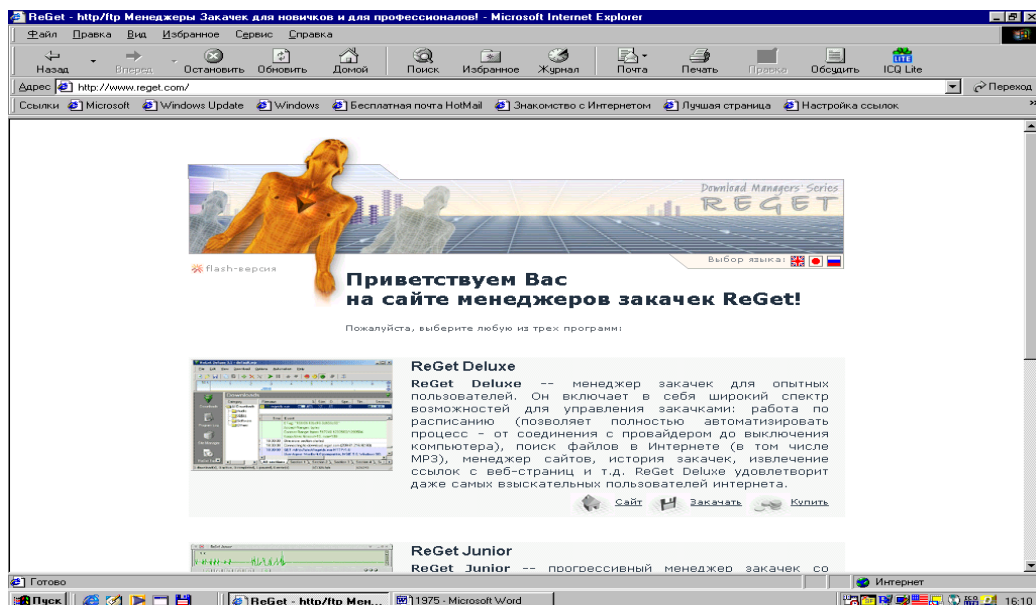 ReGet - http/ftp Менеджеры Закачек для новичков и для профессионалов! - Microsoft Internet Explorer
Файл Правка Вид Избранное Сервис Справка
Назад Вперед Остановить Обновить Домой Поиск Избранное Журнал Почта Печать Правка Обсудить ICQ Lite
Адрес http://www.reget.com/ Переход
Ссылки Microsoft Windows Update Windows Бесплатная почта HotMail Знакомство с Интернетом Лучшая страница Настройка ссылок
Download Managers' Series
REGET
Выбор языка:
flash-версия
Приветствуем Вас
на сайте менеджеров закачек ReGet!
Пожалуйста, выберите любую из трех программ:
ReGet Deluxe
ReGet Deluxe -- менеджер закачек для опытных
пользователей. Он включает в себя широкий спектр
возможностей для управления закачками: работа по
расписанию (позволяет полностью автоматизировать
процесс - от соединения с провайдером до выключения
компьютера), поиск файлов в Интернете (в том числе
MP3), менеджер сайтов, история закачек, извлечение
ссылок с веб-страниц и т.д. ReGet Deluxe удовлетворит
даже самых взыскательных пользователей интернета.
Сайт Закачать Купить
ReGet Junior
ReGet Junior -- прогрессивный менеджер закачек со
Готово Интернет
Пуск ReGet - http/ftp Мен... 1975 - Microsoft Word 16:10